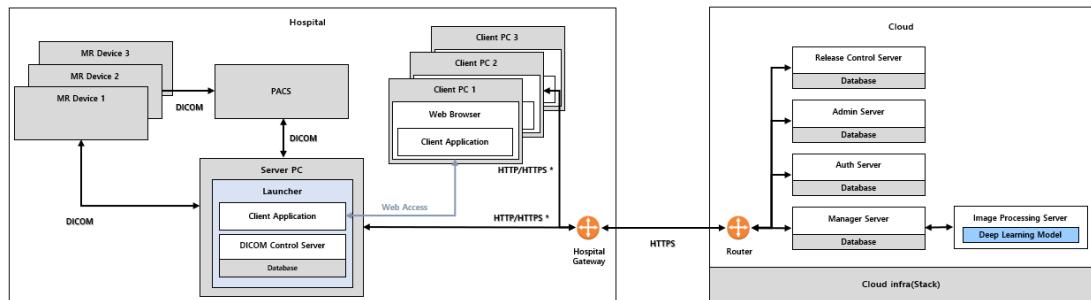 Hospital
MR Device 3
MR Device 2
MR Device 1
DICOM
PACS
DICOM
DICOM
Server PC
Launcher
Client Application
DICOM Control Server
Database
Client PC 3
Client PC 2
Client PC 1
Web Browser
Client Application
Web Access
HTTP/HTTPS *
HTTP/HTTPS *
Hospital
Gateway
HTTPS
Cloud
Router
Release Control Server
Database
Admin Server
Database
Auth Server
Database
Manager Server
Database
Image Processing Server
Deep Learning Model
Cloud infra(Stack)